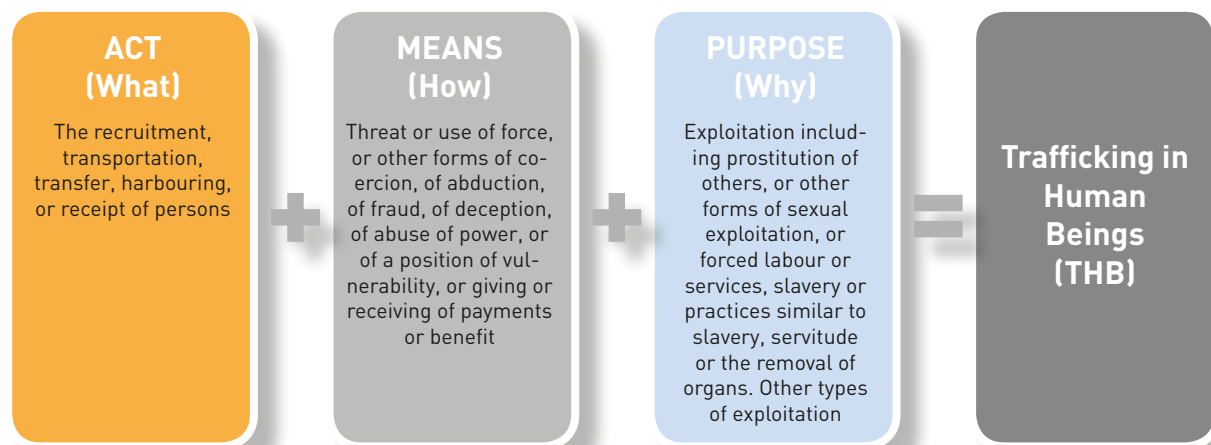 ACT
(What)
The recruitment,
transportation,
transfer, harbouring,
or receipt of persons
MEANS
(How)
Threat or use of force,
or other forms of co-
ercion, of abduction,
of fraud, of deception,
of abuse of power, or
of a position of vul-
nerability, or giving or
receiving of payments
or benefit
PURPOSE
(Why)
Exploitation includ-
ing prostitution of
others, or other
forms of sexual
exploitation, or
forced labour or
services, slavery or
practices similar to
slavery, servitude
or the removal of
organs. Other types
of exploitation
Trafficking in
Human
Beings
(THB)